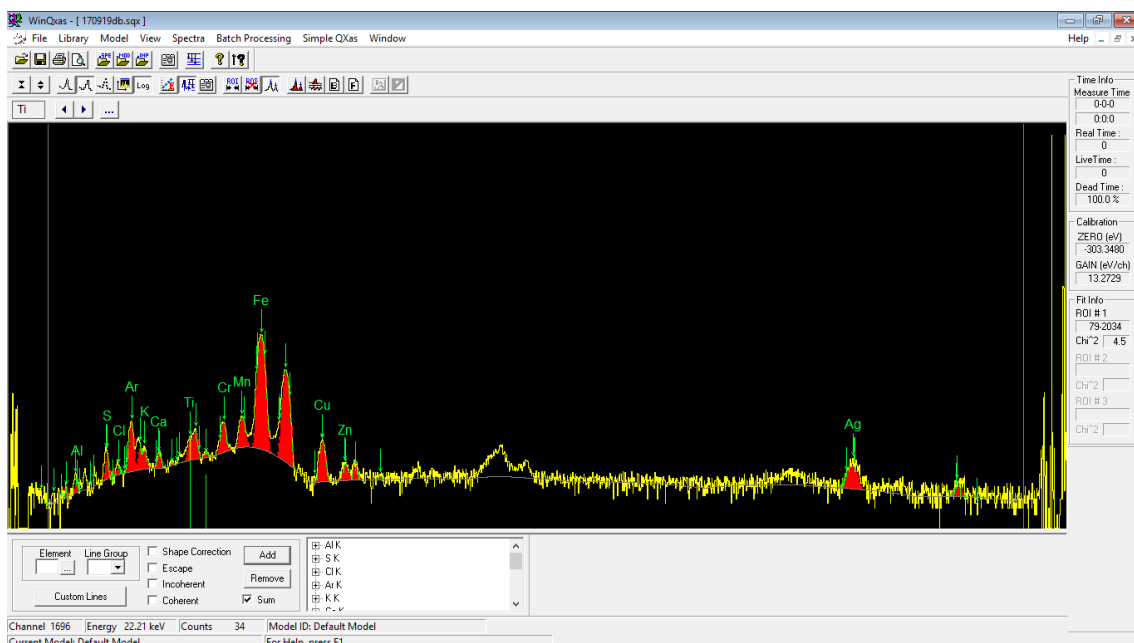 WinQxas - [ 170919db.sqx ]
File Library Model View Spectra Batch Processing Simple QXas Window Help
Log ROI ROI
Ti ...
Time Info
Measure Time
0-0-0
0:0:0
Real Time :
0
LiveTime :
0
Dead Time :
100.0 %
Calibration
ZERO (eV)
-303.3480
GAIN (eV/ch)
13.2729
Fit Info
ROI # 1
79-2034
Chi^2 4.5
ROI # 2
Chi^2
ROI # 3
Chi^2
Fe
Ar
Cr Mn
S K Ti Cu
Cl Ca
Al Zn Ag
Element Line Group
...
Custom Lines
Shape Correction
Escape
Incoherent
Coherent
Add
Remove
Sum
Al K
S K
Cl K
Ar K
K K
Channel 1696 Energy 22.21 keV Counts 34 Model ID: Default Model
Current Model: Default Model For Help, press F1